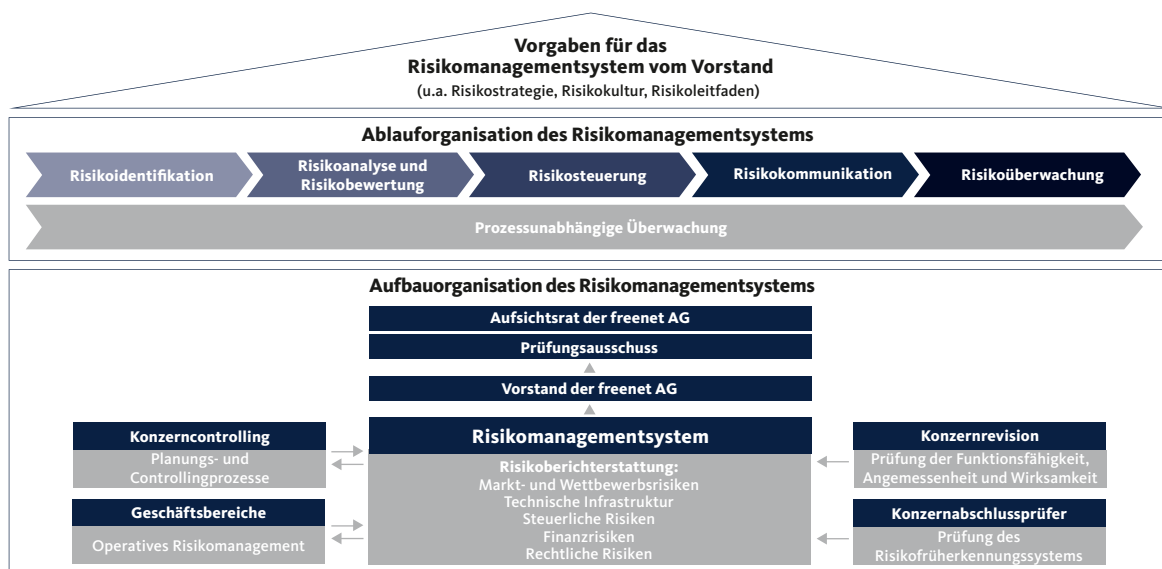 Vorgaben für das
Risikomanagementsystem vom Vorstand
(u.a. Risikostrategie, Risikokultur, Risikoleitfaden)
Ablauforganisation des Risikomanagementsystems
Risikoidentifikation
Risikoanalyse und
Risikobewertung
Risikosteuerung
Risikokommunikation
Risikoüberwachung
Prozessunabhängige Überwachung
Aufbauorganisation des Risikomanagementsystems
Aufsichtsrat der freenet AG
Prüfungsausschuss
Vorstand der freenet AG
Konzerncontrolling
Planungs- und
Controllingprozesse
Geschäftsbereiche
Operatives Risikomanagement
Risikomanagementsystem
Risikoberichterstattung:
Markt- und Wettbewerbsrisiken
Technische Infrastruktur
Steuerliche Risiken
Finanzrisiken
Rechtliche Risiken
Konzernrevision
Prüfung der Funktionsfähigkeit,
Angemessenheit und Wirksamkeit
Konzernabschlussprüfer
Prüfung des
Risikofrüherkennungssystems